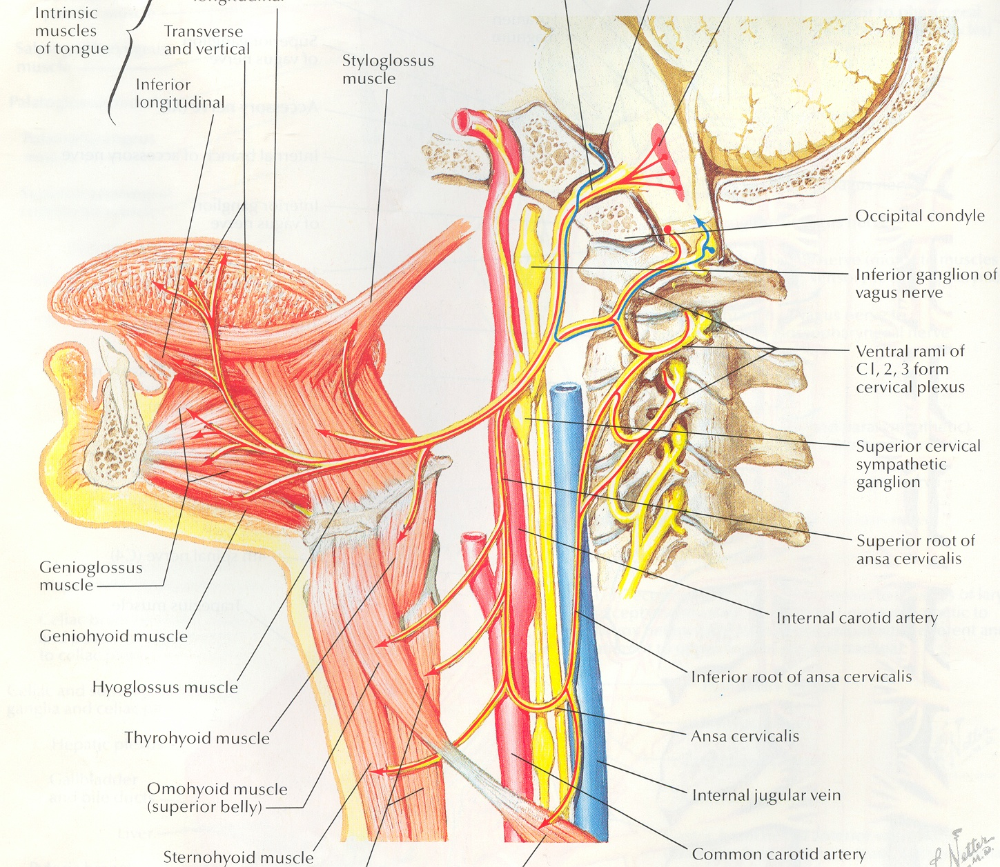 longitudinal
Intrinsic
muscles
of tongue
Transverse
and vertical
Inferior
longitudinal
Styloglossus
muscle
Occipital condyle
Inferior ganglion of
vagus nerve
Ventral rami of
C1, 2, 3 form
cervical plexus
Superior cervical
sympathetic
ganglion
Superior root of
ansa cervicalis
Internal carotid artery
Inferior root of ansa cervicalis
Ansa cervicalis
Internal jugular vein
Common carotid artery
Genioglossus
muscle
Geniohyoid muscle
Hyoglossus muscle
Thyrohyoid muscle
Omohyoid muscle
(superior belly)
Sternohyoid muscle
F. Netter
M.D.